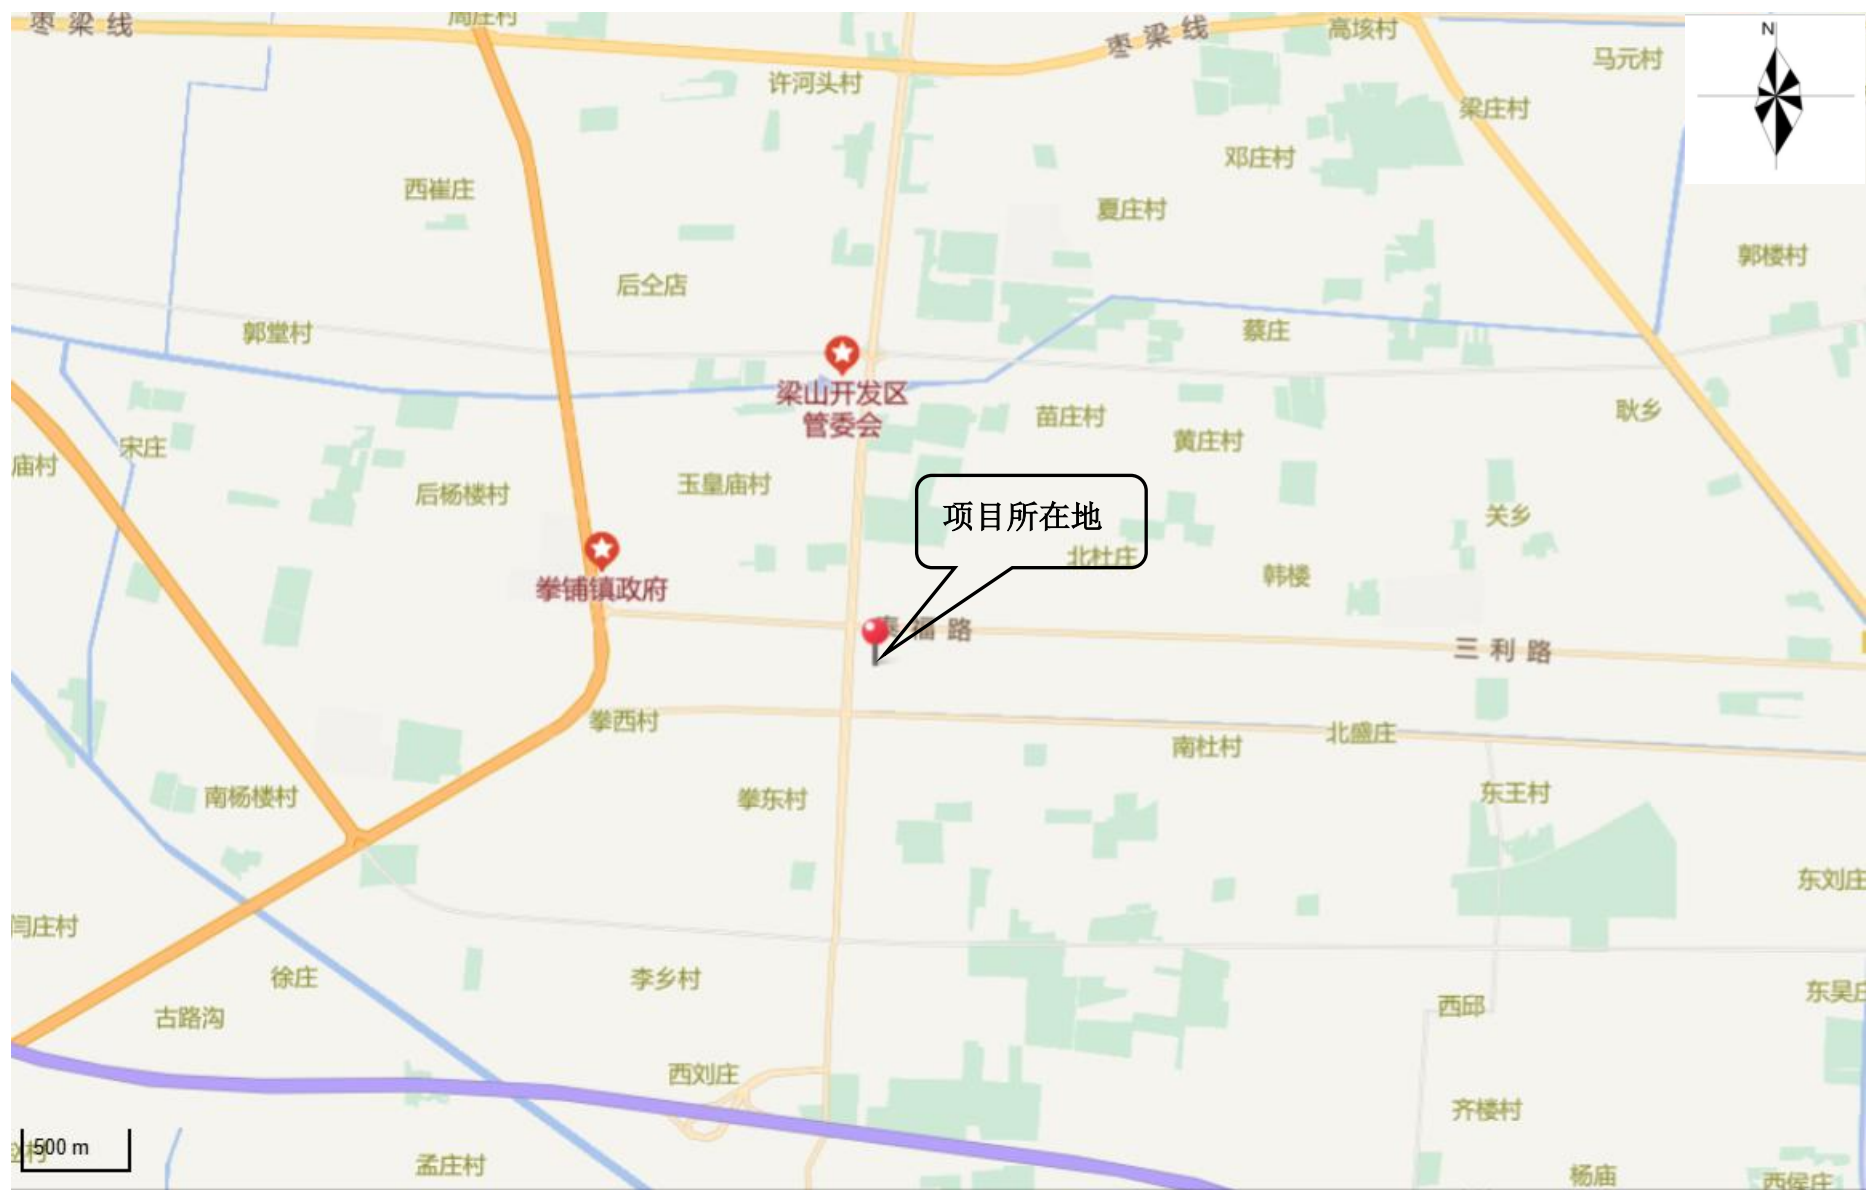 枣梁线
周庄村
枣梁线
高垓村
N
马元村
许河头村
梁庄村
邓庄村
西崔庄
夏庄村
郭楼村
后仝店
郭堂村
蔡庄
梁山开发区
管委会
苗庄村
耿乡
黄庄村
宋庄
庙村
玉皇庙村
后杨楼村
项目所在地
关乡
北杜庄
韩楼
拳铺镇政府
福路
三利路
拳西村
北盛庄
南杜村
东王村
南杨楼村
拳东村
东刘庄
闫庄村
徐庄
李乡村
东吴庄
西邱
古路沟
西刘庄
齐楼村
500 m
村
孟庄村
杨庙
西侯庄